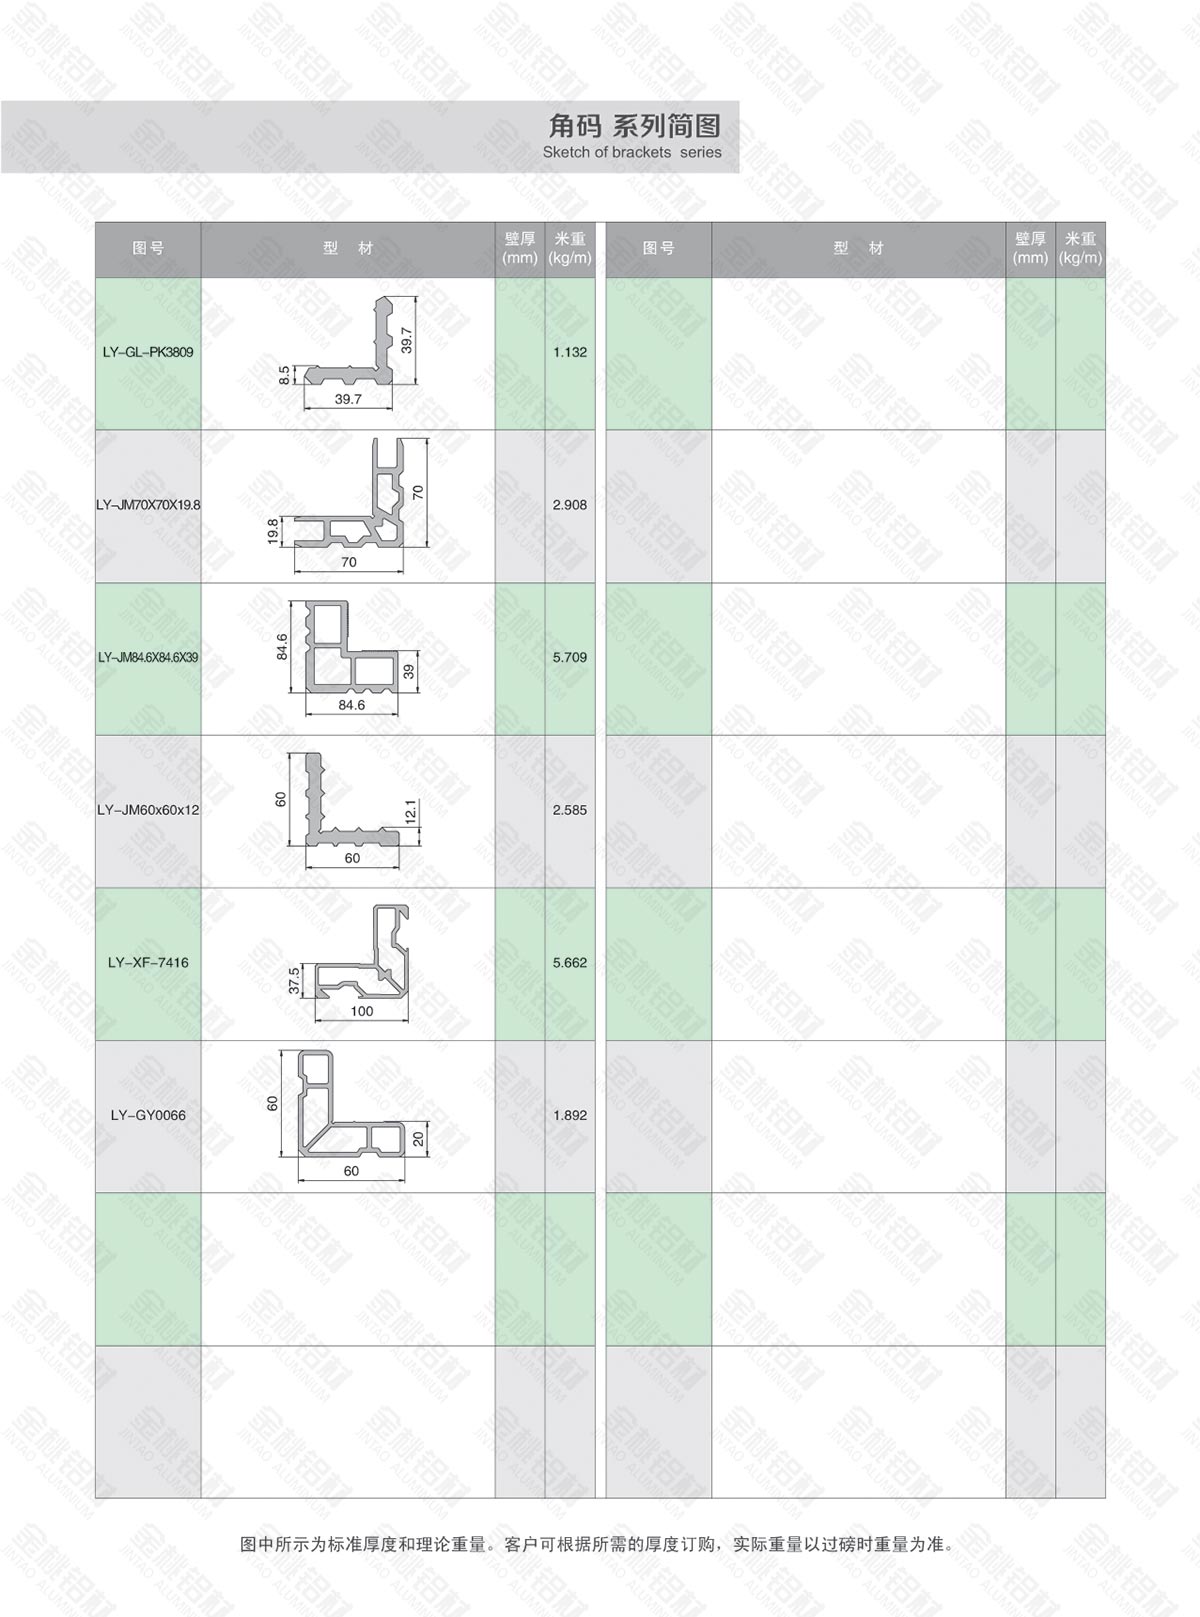 角码 系列简图
Sketch of brackets series
图号 型 材 壁厚 (mm) 米重 (kg/m) 图号 型 材 壁厚 (mm) 米重 (kg/m)
LY-GL-PK3809 1.132
39.7
8.5
39.7
LY-JM70X70X19.8 2.908
70
19.8
70
LY-JM84.6X84.6X39 5.709
84.6
39
84.6
LY-JM60x60x12 2.585
60
12.1
60
LY-XF-7416 5.662
37.5
100
LY-GY0066 1.892
60
20
60
图中所示为标准厚度和理论重量。客户可根据所需的厚度订购，实际重量以过磅时重量为准。
金桃铝材
JINTAO ALUMINIUM